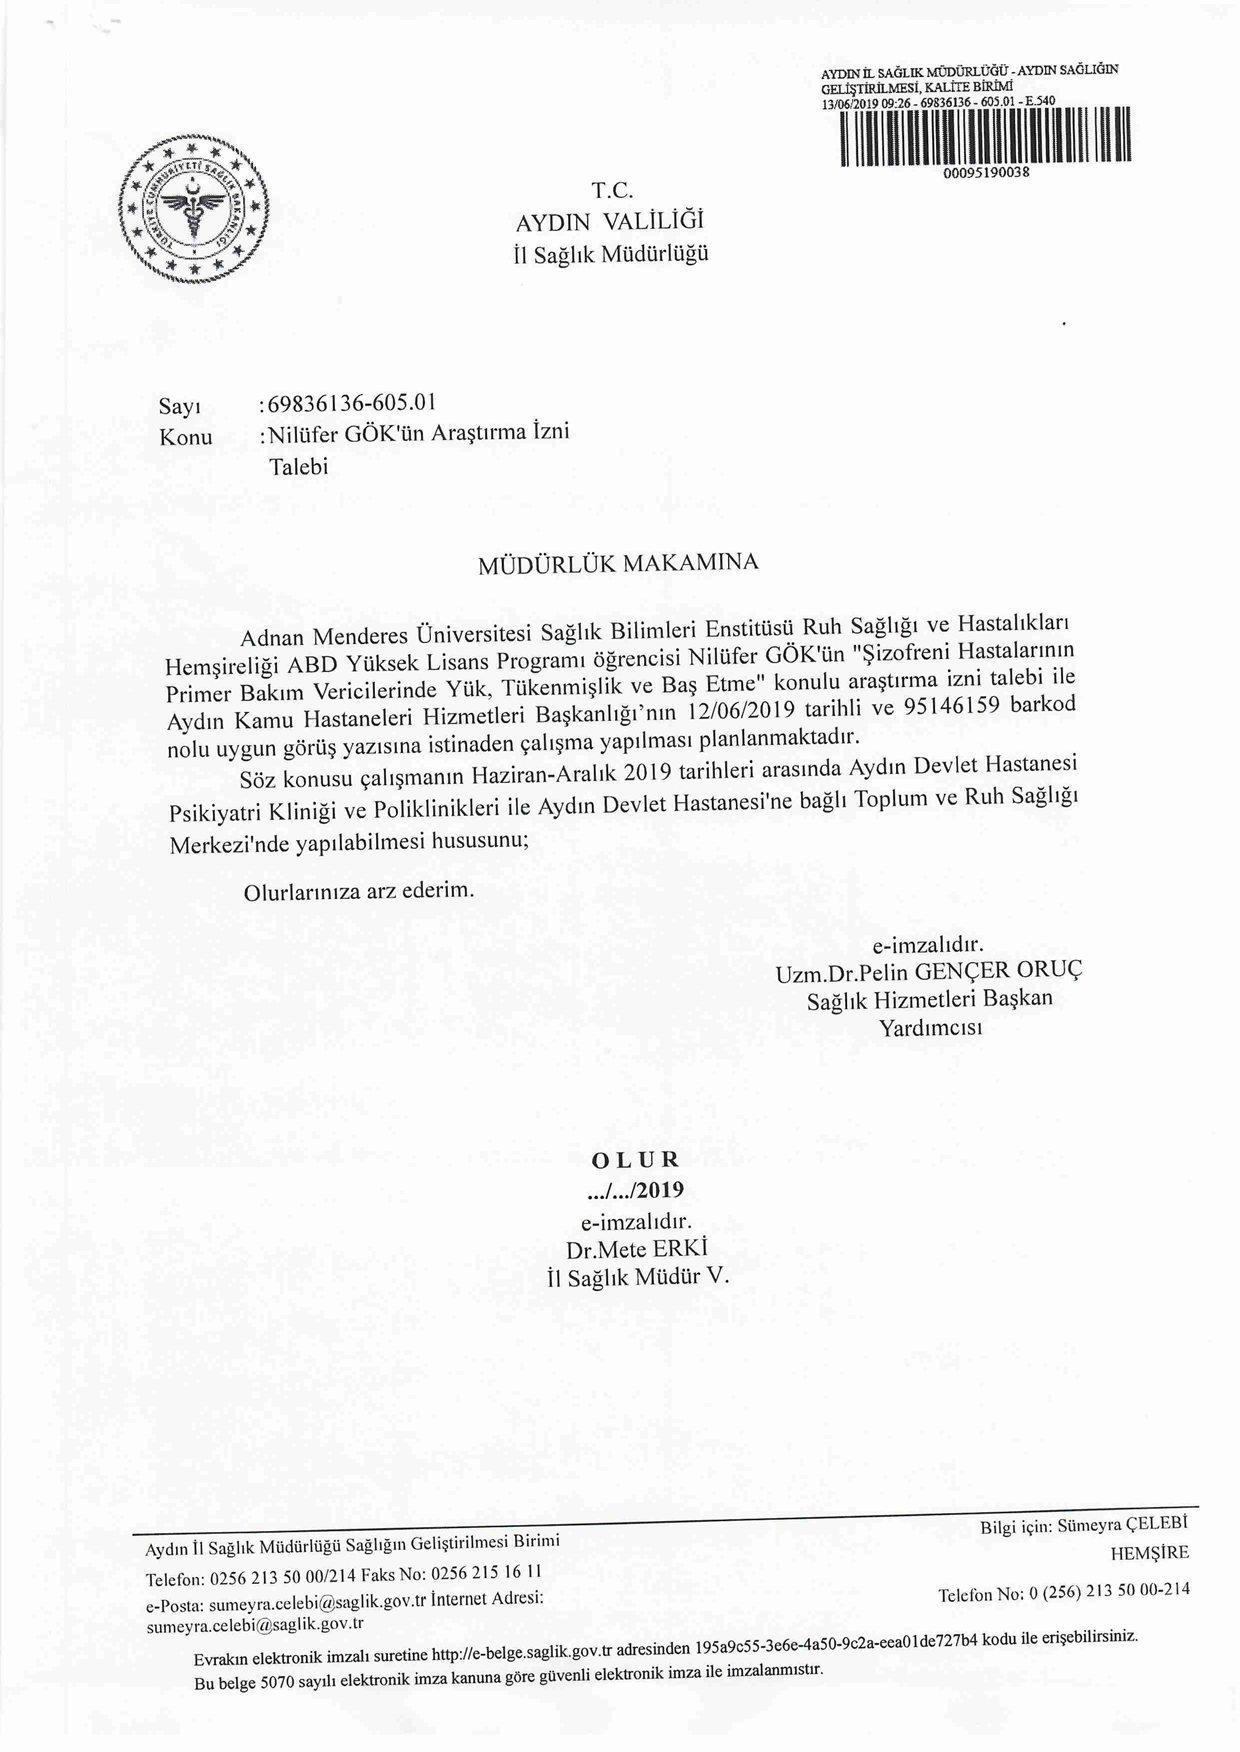 AYDIN İL SAĞLIK MÜDÜRLÜĞÜ - AYDIN SAĞLIĞIN
GELİŞTİRİLMESİ, KALİTE BİRİMİ
13/06/2019 09:26 - 69836136 - 605.01 - E.540
00095190038
TÜRKİYE CUMHURİYETİ SAĞLIK BAKANLIĞI
T.C.
AYDIN VALİLİĞİ
İl Sağlık Müdürlüğü
Sayı :69836136-605.01
Konu :Nilüfer GÖK'ün Araştırma İzni
Talebi
MÜDÜRLÜK MAKAMINA
Adnan Menderes Üniversitesi Sağlık Bilimleri Enstitüsü Ruh Sağlığı ve Hastalıkları
Hemşireliği ABD Yüksek Lisans Programı öğrencisi Nilüfer GÖK'ün "Şizofreni Hastalarının
Primer Bakım Vericilerinde Yük, Tükenmişlik ve Baş Etme" konulu araştırma izni talebi ile
Aydın Kamu Hastaneleri Hizmetleri Başkanlığı’nın 12/06/2019 tarihli ve 95146159 barkod
nolu uygun görüş yazısına istinaden çalışma yapılması planlanmaktadır.
Söz konusu çalışmanın Haziran-Aralık 2019 tarihleri arasında Aydın Devlet Hastanesi
Psikiyatri Kliniği ve Poliklinikleri ile Aydın Devlet Hastanesi'ne bağlı Toplum ve Ruh Sağlığı
Merkezi'nde yapılabilmesi hususunu;
Olurlarınıza arz ederim.
e-imzalıdır.
Uzm.Dr.Pelin GENÇER ORUÇ
Sağlık Hizmetleri Başkan
Yardımcısı
O L U R
.../.../2019
e-imzalıdır.
Dr.Mete ERKİ
İl Sağlık Müdür V.
Aydın İl Sağlık Müdürlüğü Sağlığın Geliştirilmesi Birimi
Telefon: 0256 213 50 00/214 Faks No: 0256 215 16 11
e-Posta: sumeyra.celebi@saglik.gov.tr İnternet Adresi:
sumeyra.celebi@saglik.gov.tr
Bilgi için: Sümeyra ÇELEBİ
HEMŞİRE
Telefon No: 0 (256) 213 50 00-214
Evrakın elektronik imzalı suretine http://e-belge.saglik.gov.tr adresinden 195a9c55-3e6e-4a50-9c2a-eea01de727b4 kodu ile erişebilirsiniz.
Bu belge 5070 sayılı elektronik imza kanuna göre güvenli elektronik imza ile imzalanmıştır.